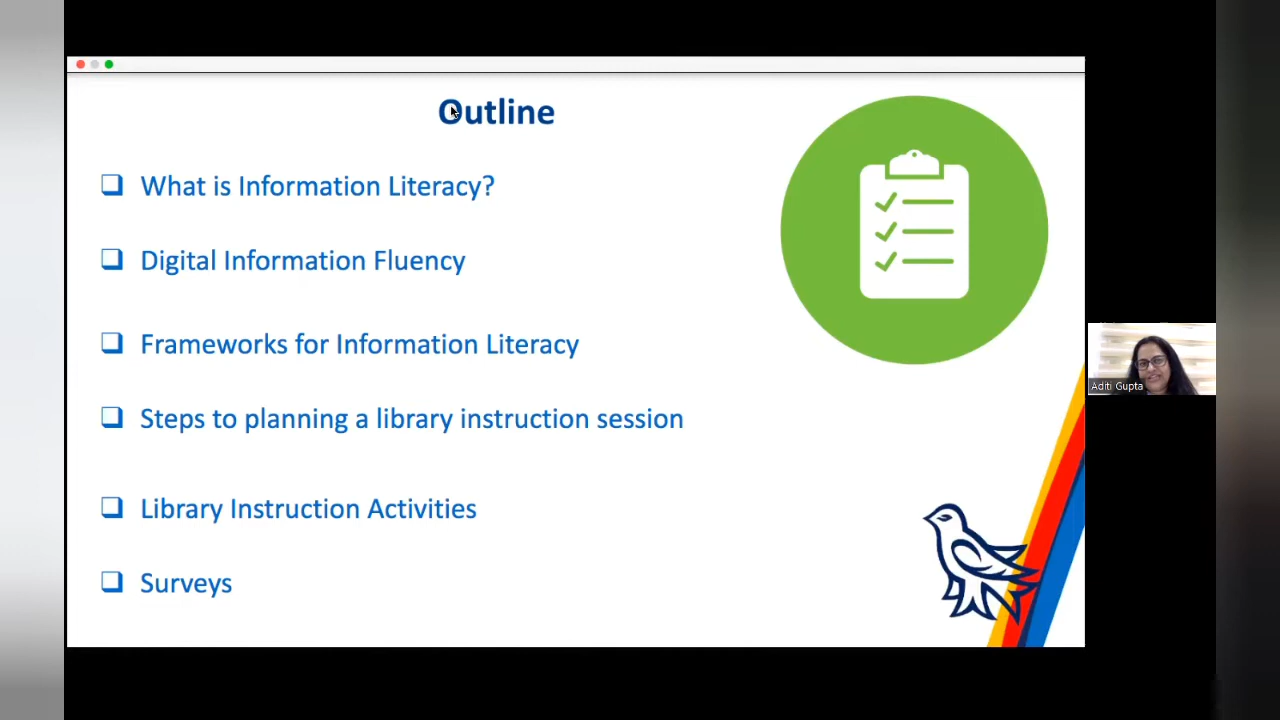 Outline
What is Information Literacy?
Digital Information Fluency
Frameworks for Information Literacy
Steps to planning a library instruction session
Library Instruction Activities
Surveys
Aditi Gupta